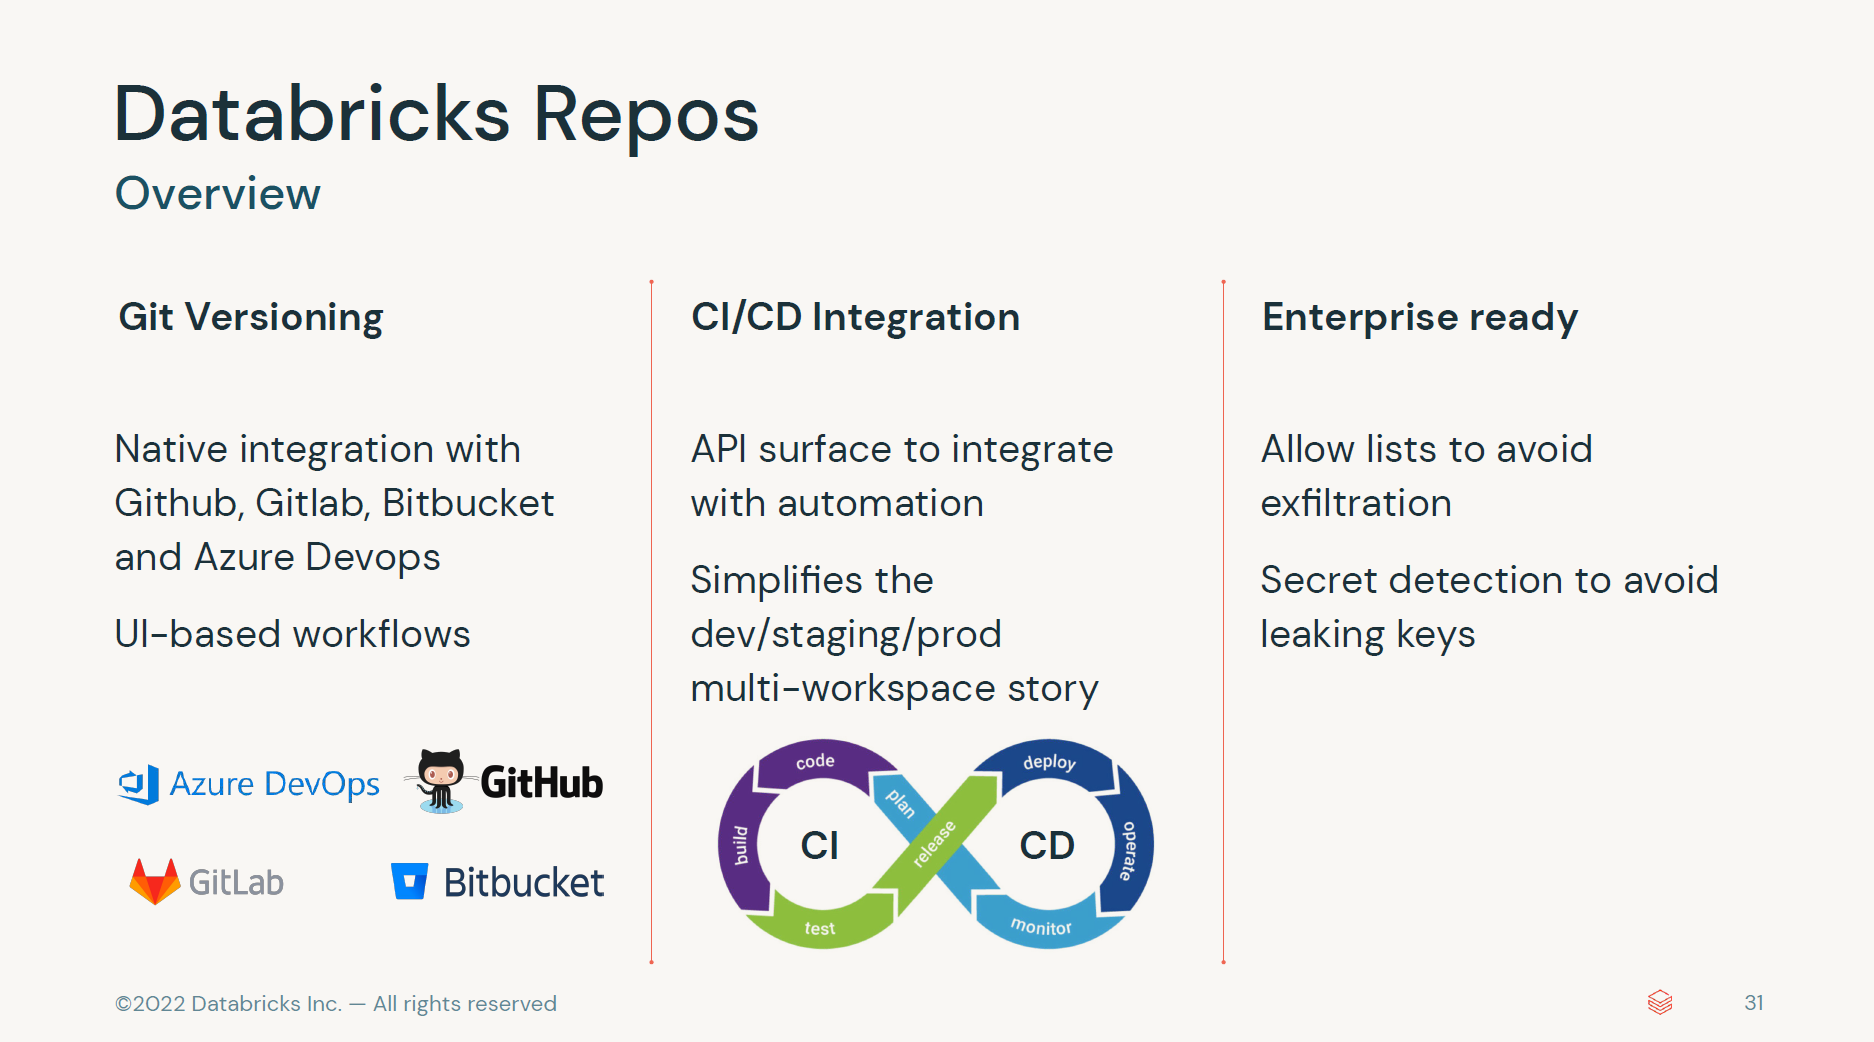 Databricks Repos
Overview
Git Versioning
Native integration with
Github, Gitlab, Bitbucket
and Azure Devops
UI-based workflows
Azure DevOps
GitHub
GitLab
Bitbucket
CI/CD Integration
API surface to integrate
with automation
Simplifies the
dev/staging/prod
multi-workspace story
code
plan
build
CI
test
release
deploy
CD
operate
monitor
Enterprise ready
Allow lists to avoid
exfiltration
Secret detection to avoid
leaking keys
©2022 Databricks Inc. — All rights reserved
31